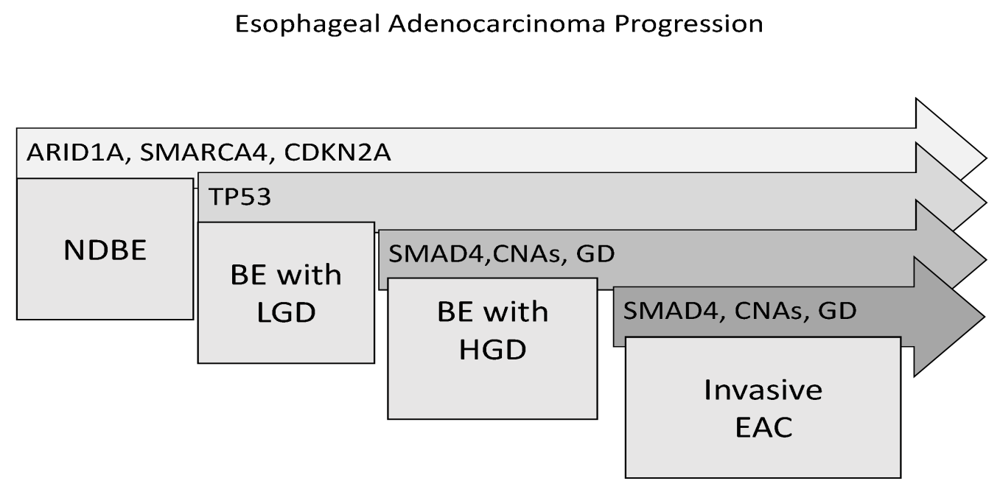 Esophageal Adenocarcinoma Progression
ARID1A, SMARCA4, CDKN2A
TP53
NDBE
SMAD4,CNAs, GD
BE with
LGD
SMAD4, CNAs, GD
BE with
HGD
Invasive
EAC